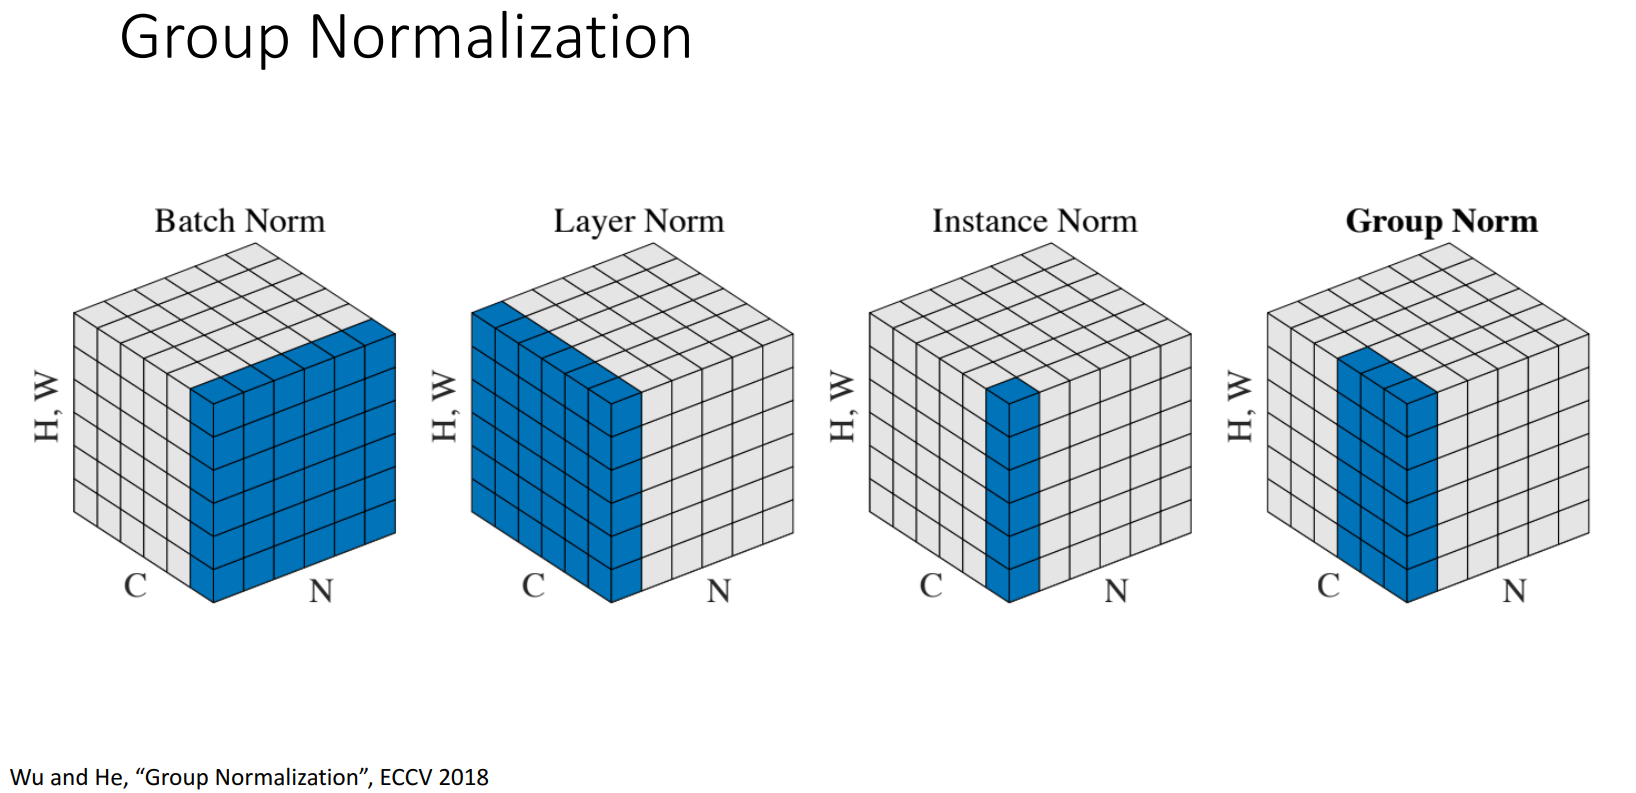 Group Normalization
Batch Norm
Layer Norm
Instance Norm
Group Norm
H, W
C
N
H, W
C
N
H, W
C
N
H, W
C
N
Wu and He, “Group Normalization”, ECCV 2018